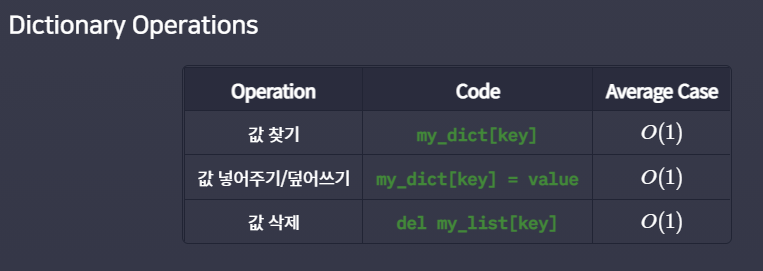 Dictionary Operations
Operation Code Average Case
값 찾기 my_dict[key] O(1)
값 넣어주기/덮어쓰기 my_dict[key] = value O(1)
값 삭제 del my_list[key] O(1)